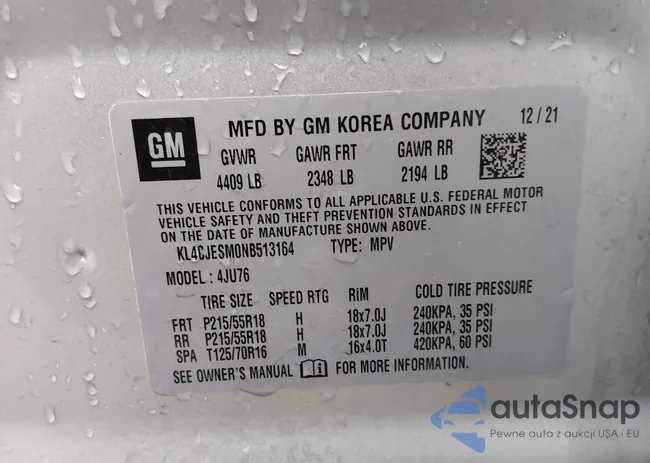 GM
MFD BY GM KOREA COMPANY 12/21
GVWR GAWR FRT GAWR RR
4409 LB 2348 LB 2194 LB
THIS VEHICLE CONFORMS TO ALL APPLICABLE U.S. FEDERAL MOTOR
VEHICLE SAFETY AND THEFT PREVENTION STANDARDS IN EFFECT
ON THE DATE OF MANUFACTURE SHOWN ABOVE.
KL4CJESM0NB513164 TYPE: MPV
MODEL: 4JU76
TIRE SIZE SPEED RTG RIM COLD TIRE PRESSURE
FRT P215/55R18 H 18x7.0J 240KPA, 35 PSI
RR P215/55R18 H 18x7.0J 240KPA, 35 PSI
SPA T125/70R16 M 16x4.0T 420KPA, 60 PSI
SEE OWNER'S MANUAL FOR MORE INFORMATION.
autaSnap
Pewne auta z aukcji USA i EU